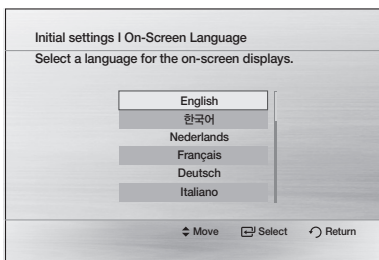 Initial settings I On-Screen Language
Select a language for the on-screen displays.
English
한국어
Nederlands
Français
Deutsch
Italiano
Move Select Return